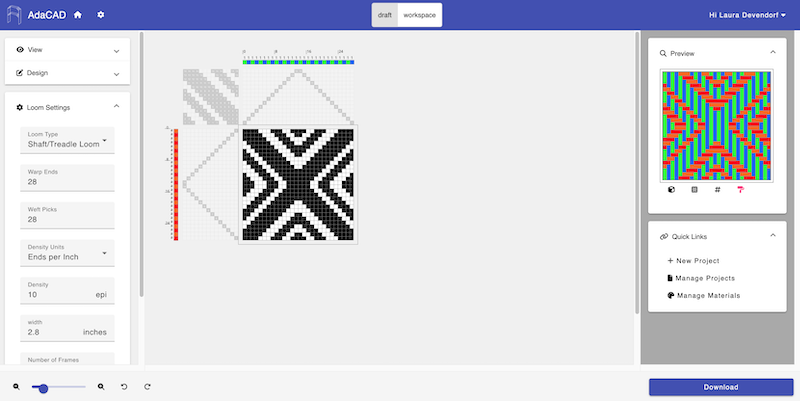 AdaCAD
draft
workspace
Hi Laura Devendorf
View
Design
Loom Settings
Loom Type
Shaft/Treadle Loom
Warp Ends
28
Weft Picks
28
Density Units
Ends per Inch
Density
10 epi
width
2.8 inches
Number of Frames
Preview
#
Quick Links
+ New Project
Manage Projects
Manage Materials
Download